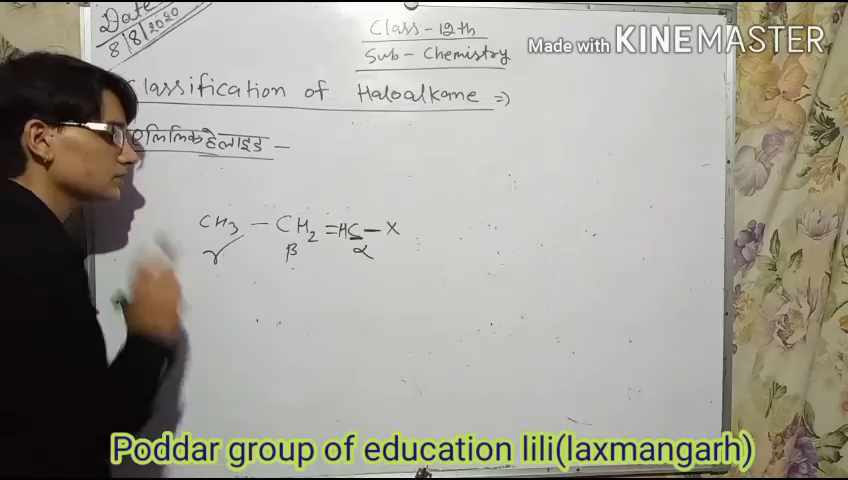 Date
8/8/2020
Class - 12th
Sub - Chemistry
Made with KINEMASTER
Classification of Haloalkane =>
एलिलिक हेलाइड -
CH3 - CH2 = HC - X
γ β α
Poddar group of education lili(laxmangarh)